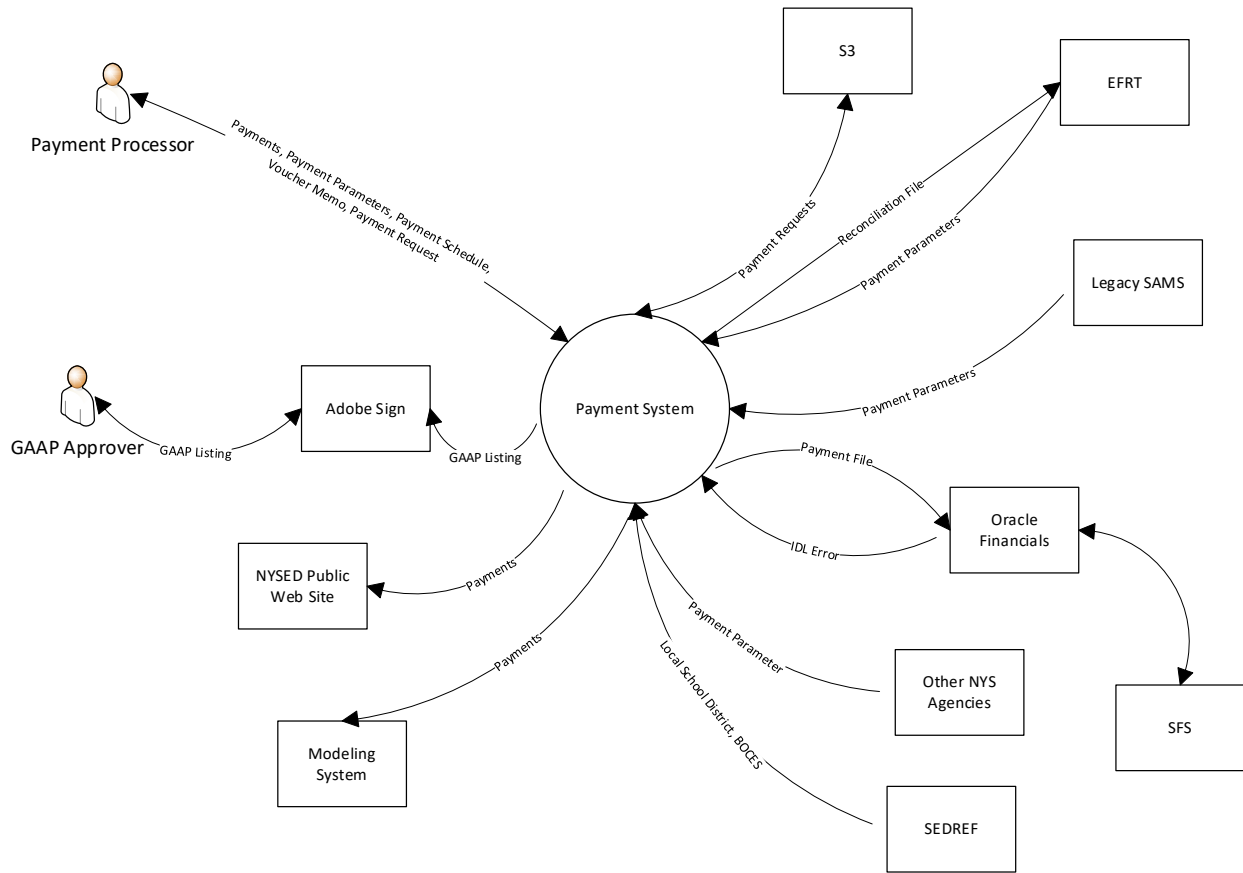 S3
EFRT
Payment Processor
Payments, Payment Parameters, Payment Schedule,
Voucher Memo, Payment Request
Payment Requests
Reconciliation File
Payment Parameters
Legacy SAMS
Payment Parameters
Payment System
Adobe Sign
GAAP Approver
GAAP Listing
GAAP Listing
Payment File
Oracle
Financials
IDL Error
NYSED Public
Web Site
Payments
Payment Parameter
Local School District, BOCES
Payments
Other NYS
Agencies
SFS
Modeling
System
SEDREF